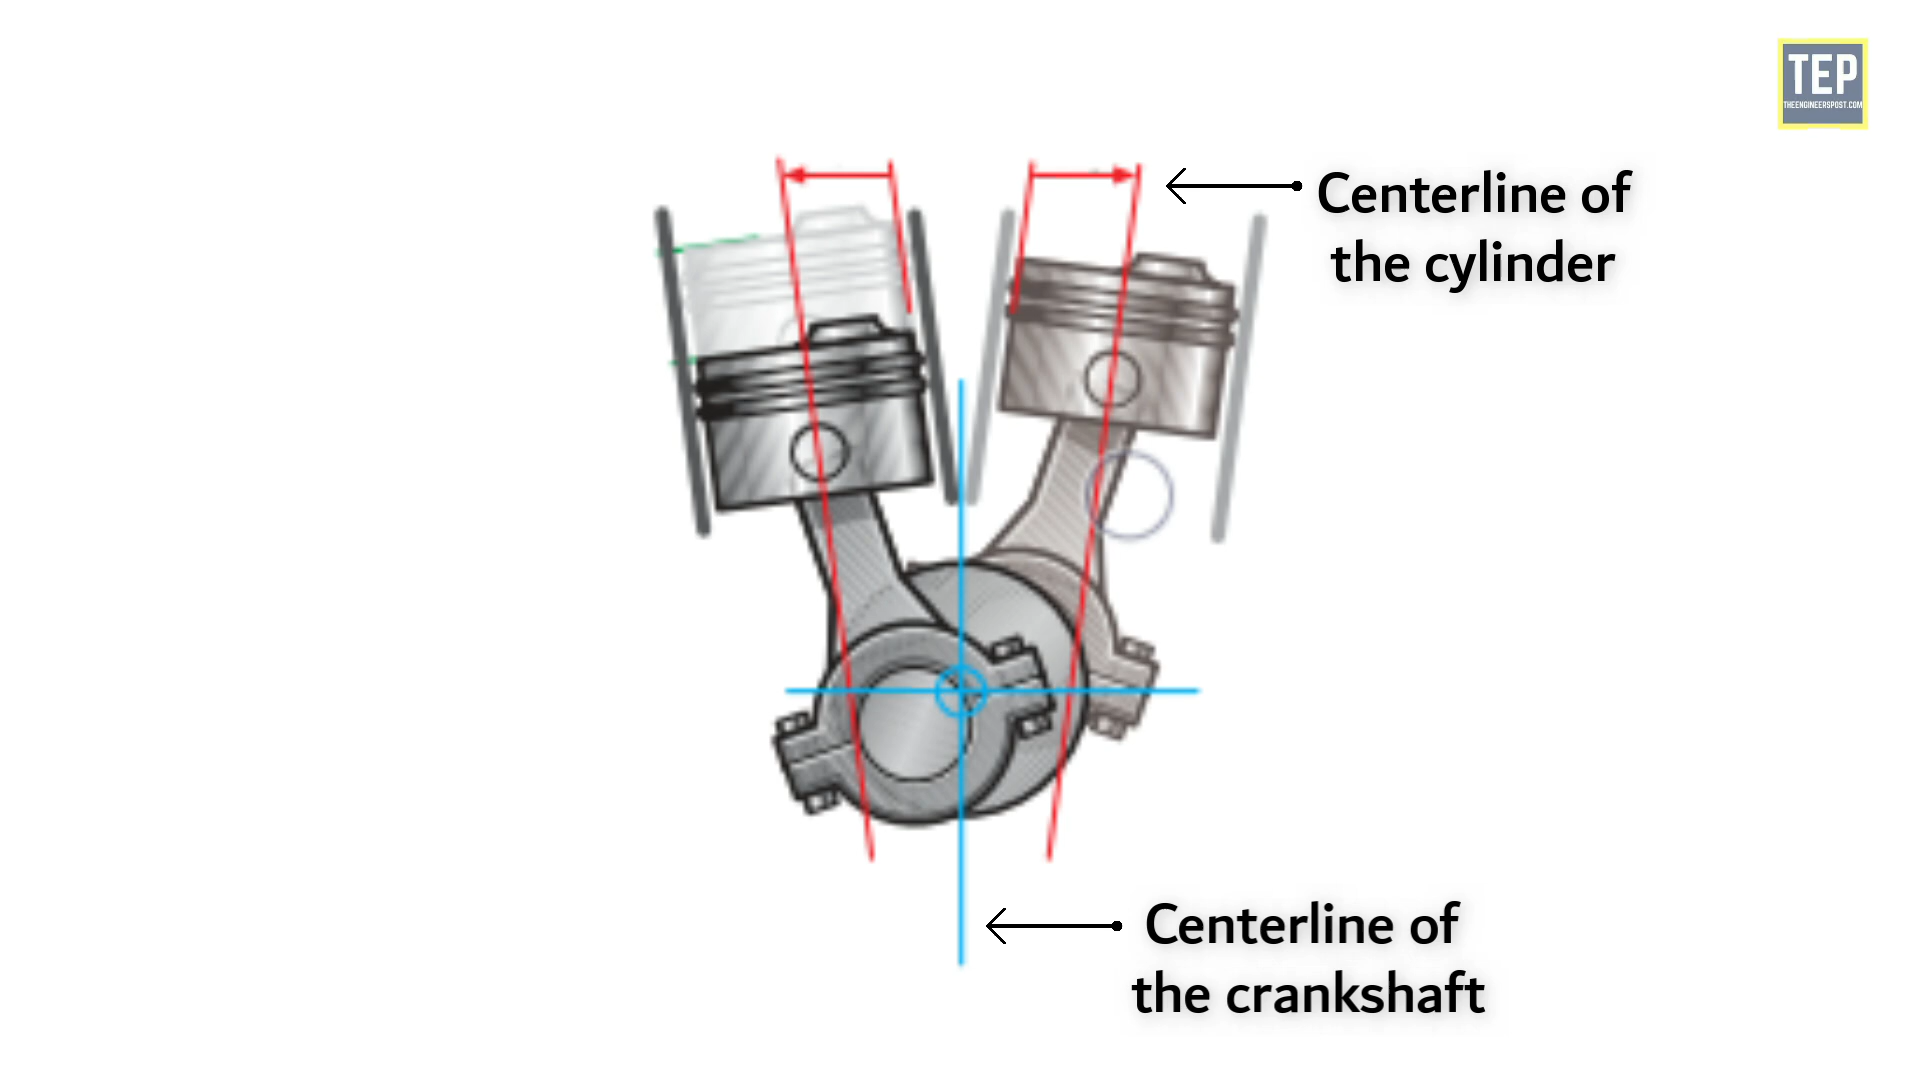 TEP
THEENGINEERSPOST.COM
Centerline of
the cylinder
Centerline of
the crankshaft